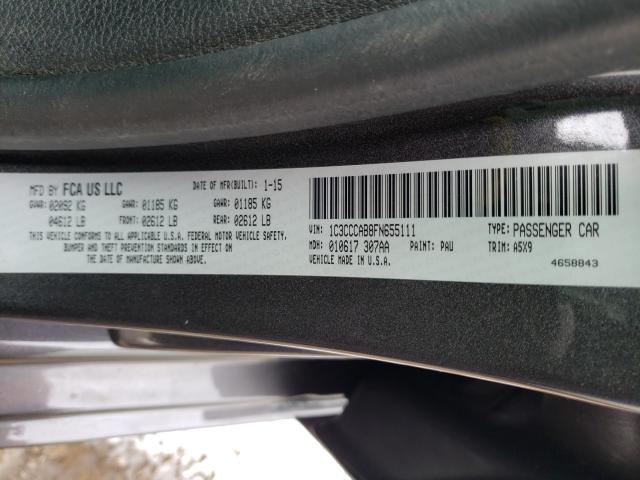 MFD BY FCA US LLC DATE OF MFR(BUILT): 1-15
GVWR: 02092 KG GAWR: 01185 KG GAWR: 01185 KG
04612 LB FRONT: 02612 LB REAR: 02612 LB
THIS VEHICLE CONFORMS TO ALL APPLICABLE U.S.A. FEDERAL MOTOR VEHICLE SAFETY,
BUMPER AND THEFT PREVENTION STANDARDS IN EFFECT ON
THE DATE OF MANUFACTURE SHOWN ABOVE.
VIN: 1C3CCCAB8FN655111 TYPE: PASSENGER CAR
MDH: 010617 307AA PAINT: PAU TRIM: A5X9
VEHICLE MADE IN U.S.A. 4658843